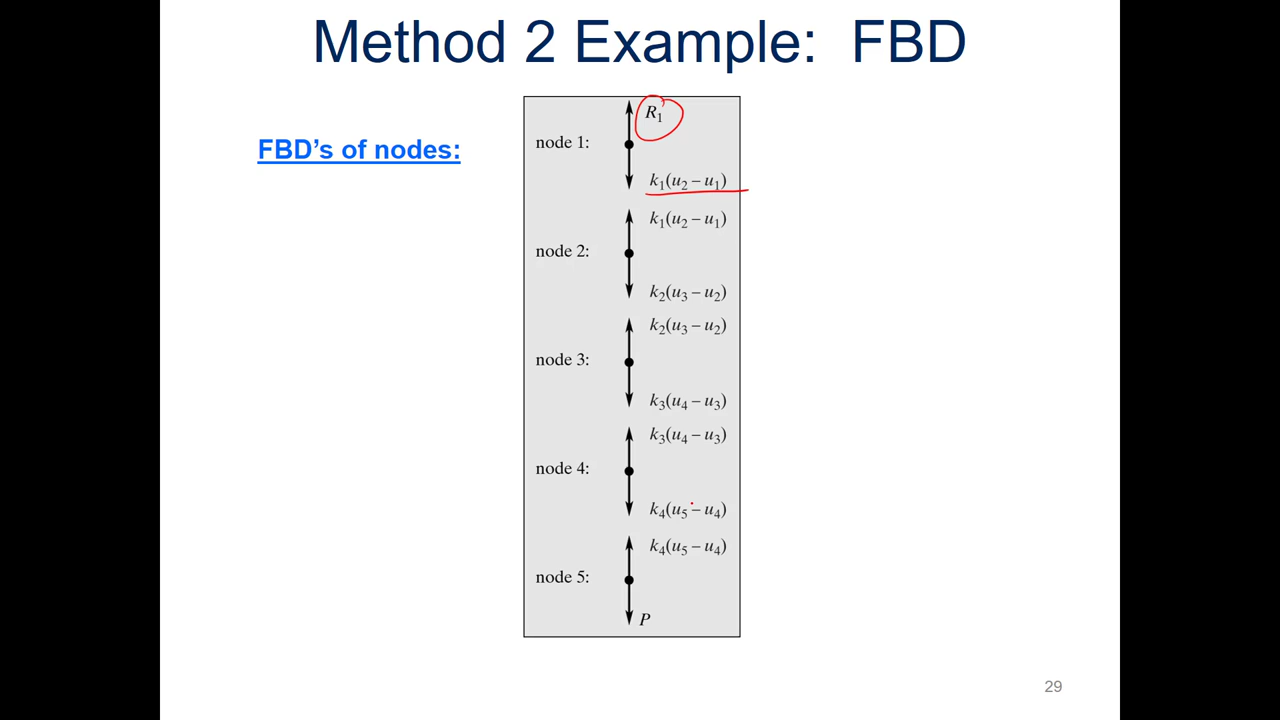 Method 2 Example: FBD
FBD's of nodes:
R₁
node 1:
k₁(u₂ – u₁)
k₁(u₂ – u₁)
node 2:
k₂(u₃ – u₂)
k₂(u₃ – u₂)
node 3:
k₃(u₄ – u₃)
k₃(u₄ – u₃)
node 4:
k₄(u₅ – u₄)
k₄(u₅ – u₄)
node 5:
P
29